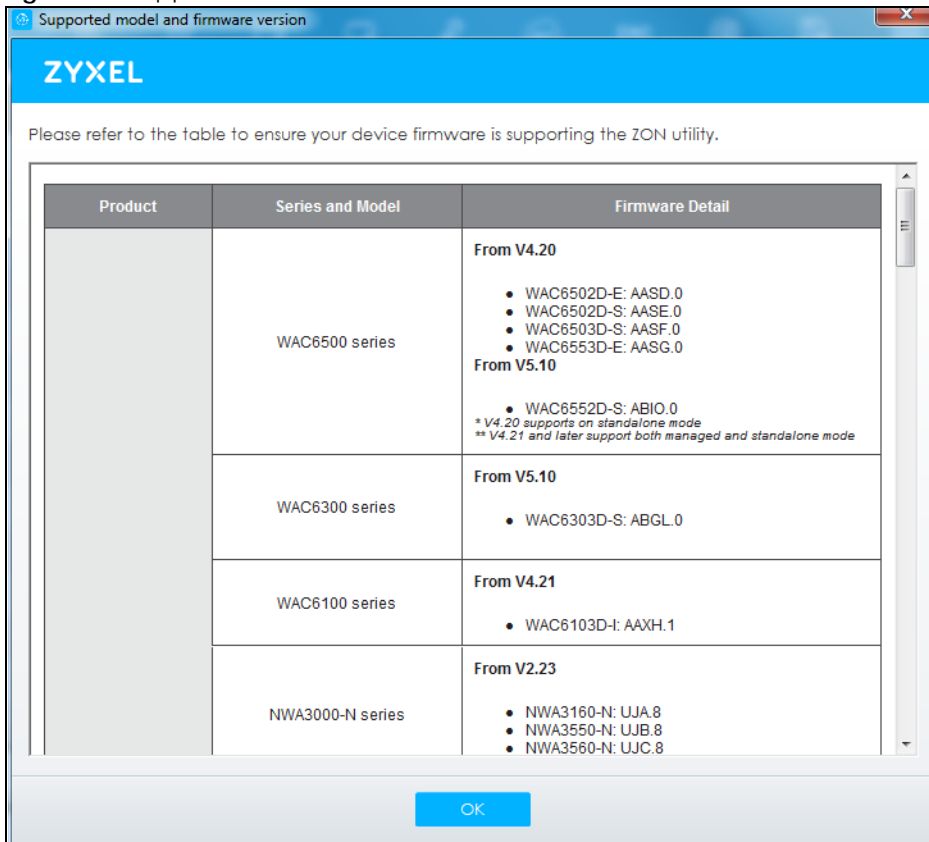 Supported model and firmware version
ZYXEL
Please refer to the table to ensure your device firmware is supporting the ZON utility.
Product Series and Model Firmware Detail
WAC6500 series
From V4.20
• WAC6502D-E: AASD.0
• WAC6502D-S: AASE.0
• WAC6503D-S: AASF.0
• WAC6553D-E: AASG.0
From V5.10
• WAC6552D-S: ABIO.0
* V4.20 supports on standalone mode
** V4.21 and later support both managed and standalone mode
WAC6300 series
From V5.10
• WAC6303D-S: ABGL.0
WAC6100 series
From V4.21
• WAC6103D-I: AAXH.1
NWA3000-N series
From V2.23
• NWA3160-N: UJA.8
• NWA3550-N: UJB.8
• NWA3560-N: UJC.8
OK